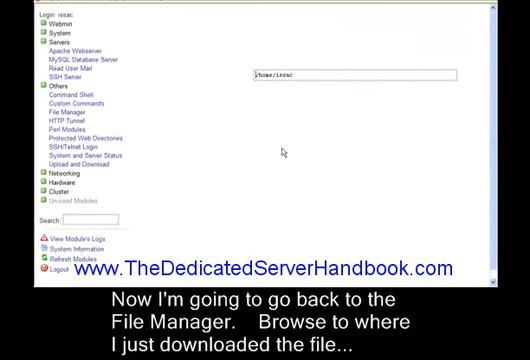 Login: issac
Webmin
System
Servers
Apache Webserver
MySQL Database Server
Read User Mail
SSH Server
Others
Command Shell
Custom Commands
File Manager
HTTP Tunnel
Perl Modules
Protected Web Directories
SSH/Telnet Login
System and Server Status
Upload and Download
Networking
Hardware
Cluster
Un-used Modules
Search:
View Module's Logs
System Information
Refresh Modules
Logout
/home/issac
www.TheDedicatedServerHandbook.com
Now I'm going to go back to the
File Manager. Browse to where
I just downloaded the file...